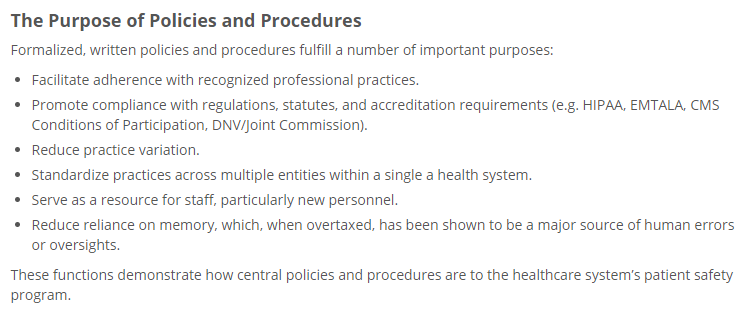 The Purpose of Policies and Procedures
Formalized, written policies and procedures fulfill a number of important purposes:
• Facilitate adherence with recognized professional practices.
• Promote compliance with regulations, statutes, and accreditation requirements (e.g. HIPAA, EMTALA, CMS
Conditions of Participation, DNV/Joint Commission).
• Reduce practice variation.
• Standardize practices across multiple entities within a single a health system.
• Serve as a resource for staff, particularly new personnel.
• Reduce reliance on memory, which, when overtaxed, has been shown to be a major source of human errors
or oversights.
These functions demonstrate how central policies and procedures are to the healthcare system’s patient safety
program.